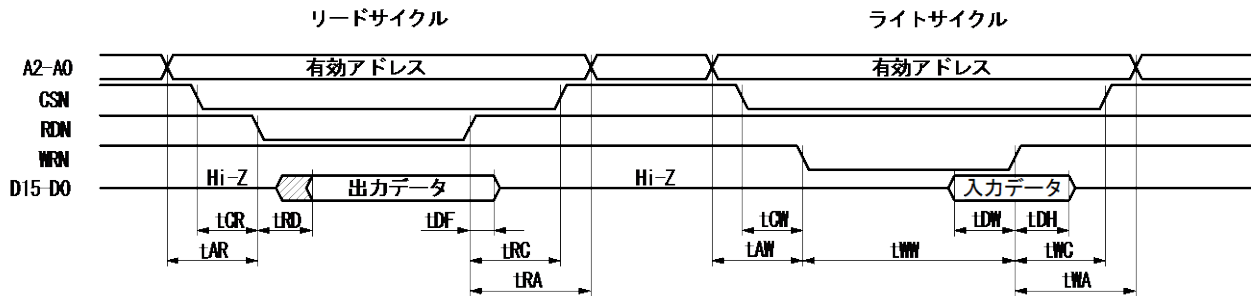 リードサイクル ライトサイクル
A2-A0 有効アドレス 有効アドレス
CSN
RDN
WRN
D15-D0 Hi-Z 出力データ Hi-Z 入力データ
tCR tRD tDF tCW tDW tDH
tAR tRC tAW tWW tWC
tRA tWA